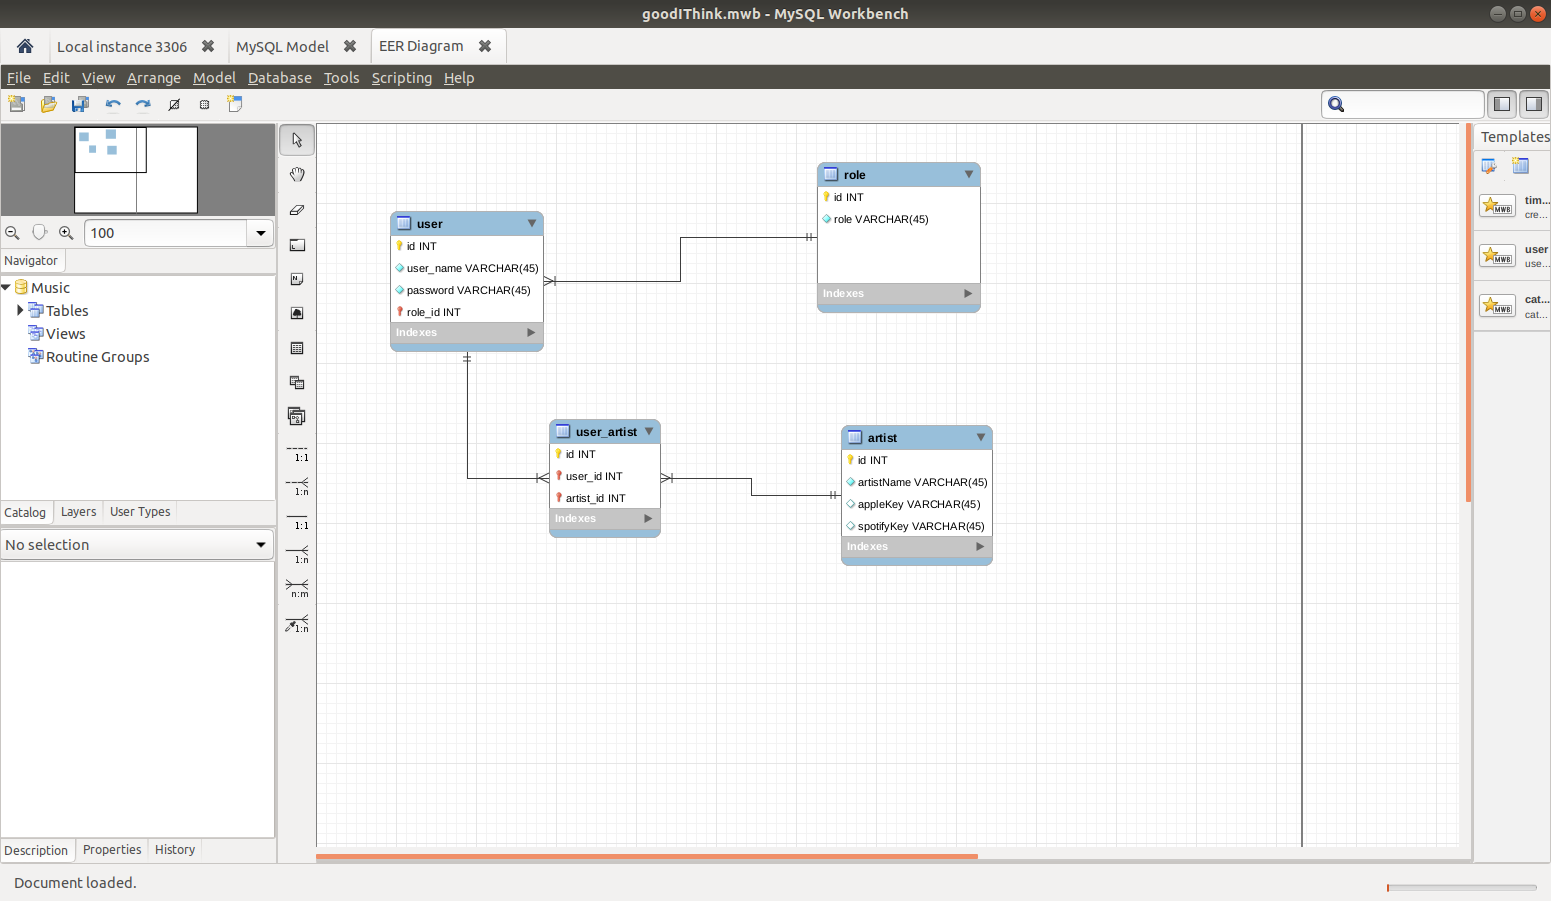 goodIThink.mwb - MySQL Workbench
Local instance 3306
MySQL Model
EER Diagram
File Edit View Arrange Model Database Tools Scripting Help
100
Navigator
Music
Tables
Views
Routine Groups
Catalog Layers User Types
No selection
Description Properties History
Document loaded.
1:1
1:n
1:1
1:n
n:m
1:n
user
id INT
user_name VARCHAR(45)
password VARCHAR(45)
role_id INT
Indexes
role
id INT
role VARCHAR(45)
Indexes
user_artist
id INT
user_id INT
artist_id INT
Indexes
artist
id INT
artistName VARCHAR(45)
appleKey VARCHAR(45)
spotifyKey VARCHAR(45)
Indexes
Templates
MWB
tim...
cre...
MWB
user
use...
MWB
cat...
cat...